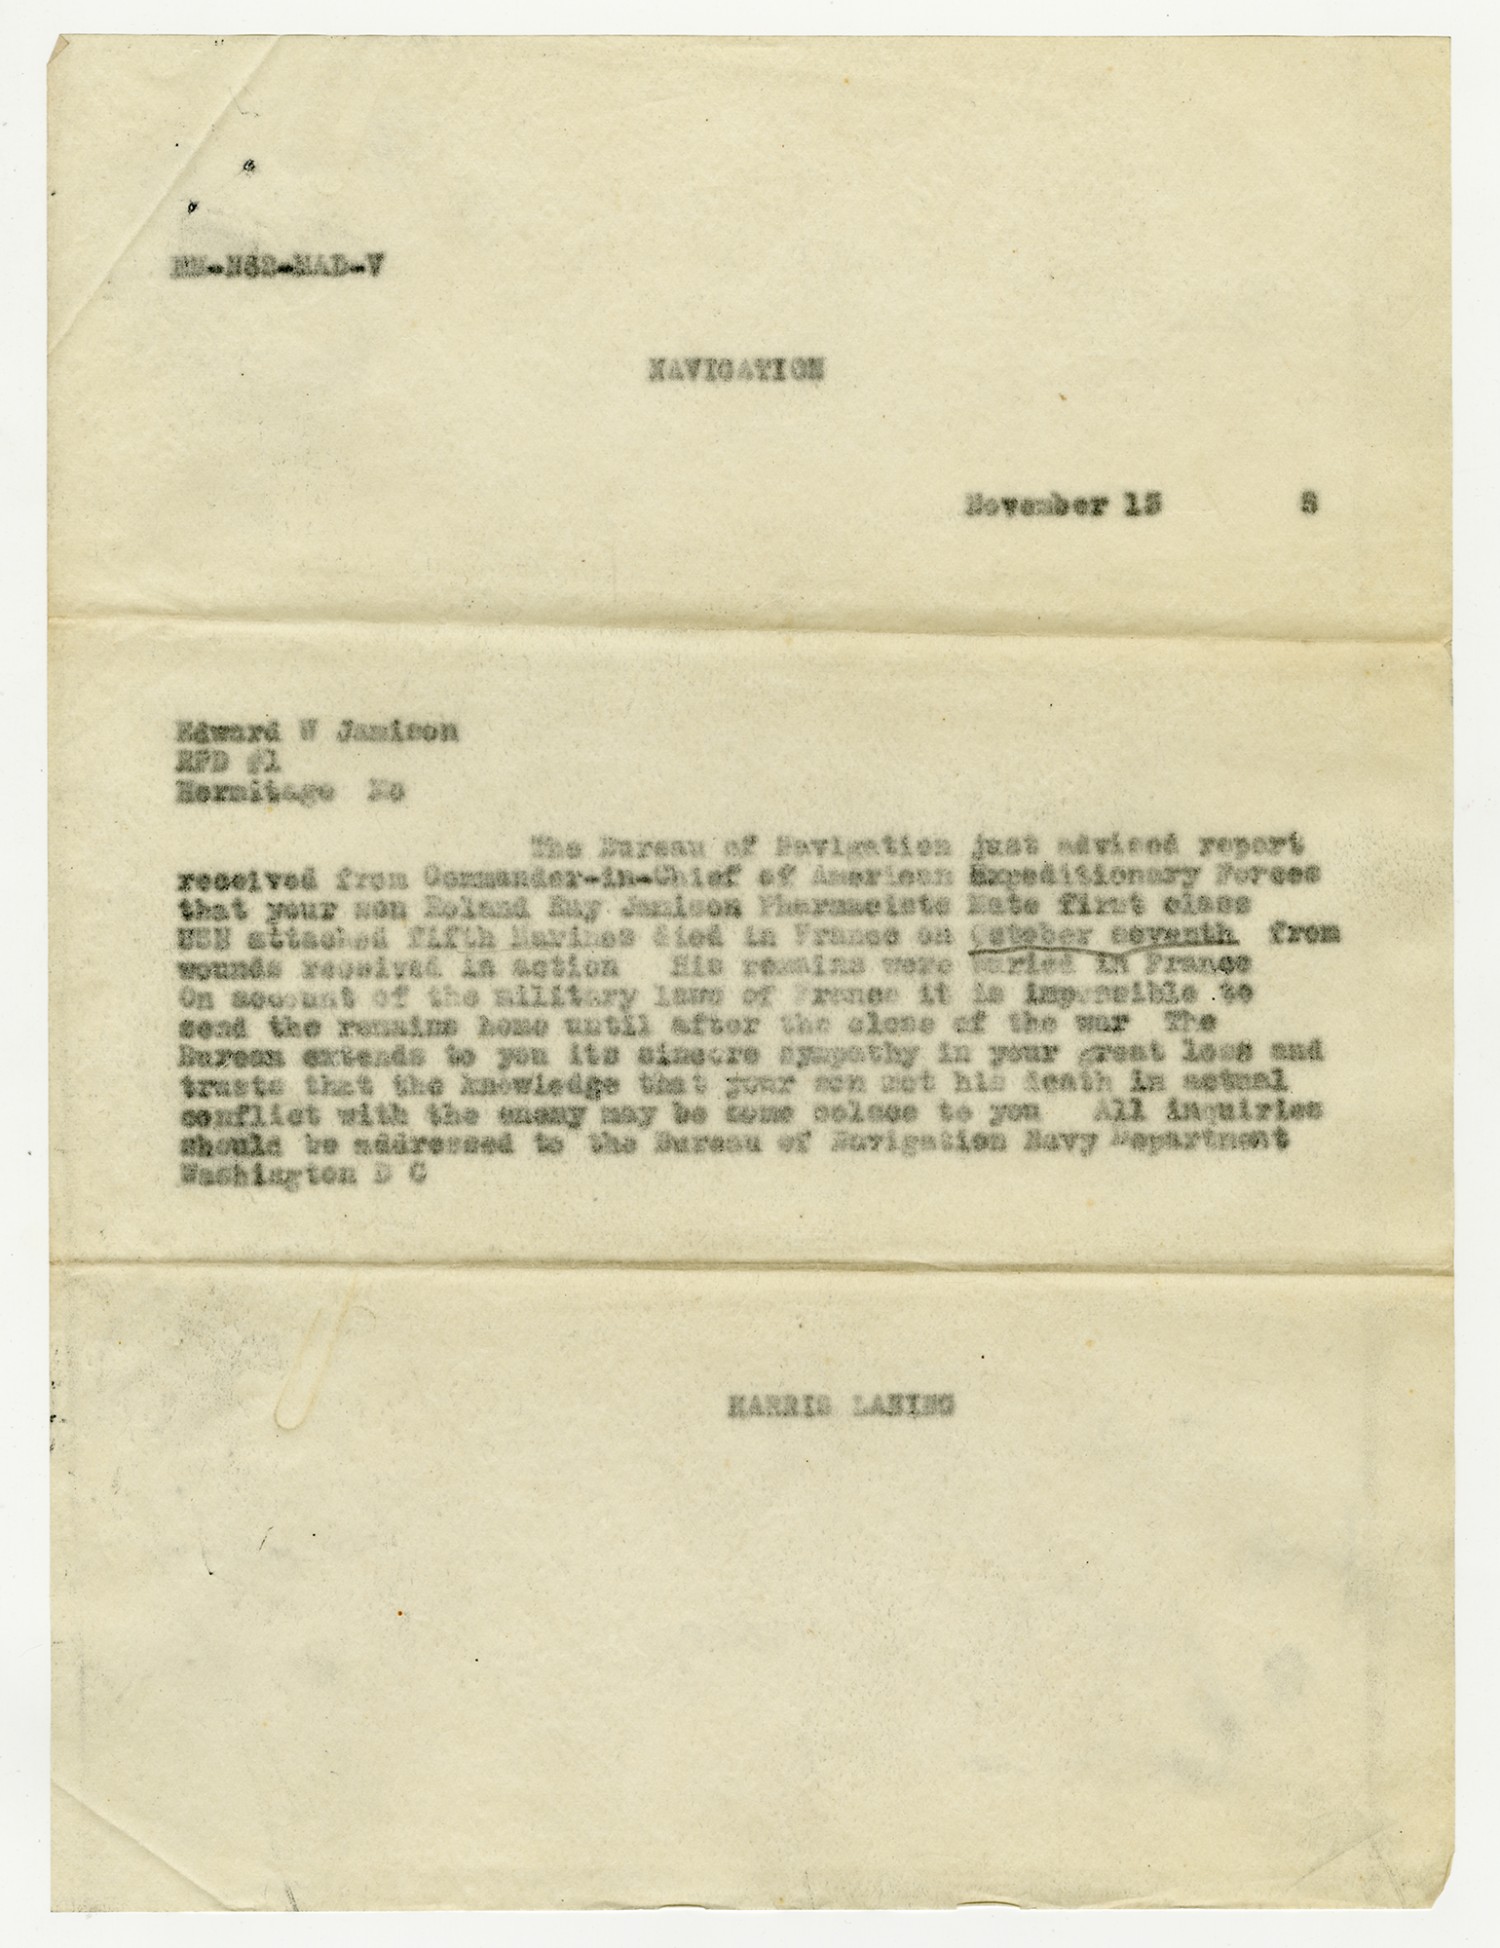 NAVIGATION
November 15 8
Edward W Jamison
RFD #1
Hermitage Mo
The Bureau of Navigation just advised report
received from Commander-in-Chief of American Expeditionary Forces
that your son Roland Ray Jamison Pharmacists Mate first class
USN attached fifth Marines died in France on October seventh from
wounds received in action His remains were buried in France
On account of the military laws of France it is impossible to
send the remains home until after the close of the war The
Bureau extends to you its sincere sympathy in your great loss and
trusts that the knowledge that your son met his death in actual
conflict with the enemy may be some solace to you All inquiries
should be addressed to the Bureau of Navigation Navy Department
Washington D C
HARRIS LANING